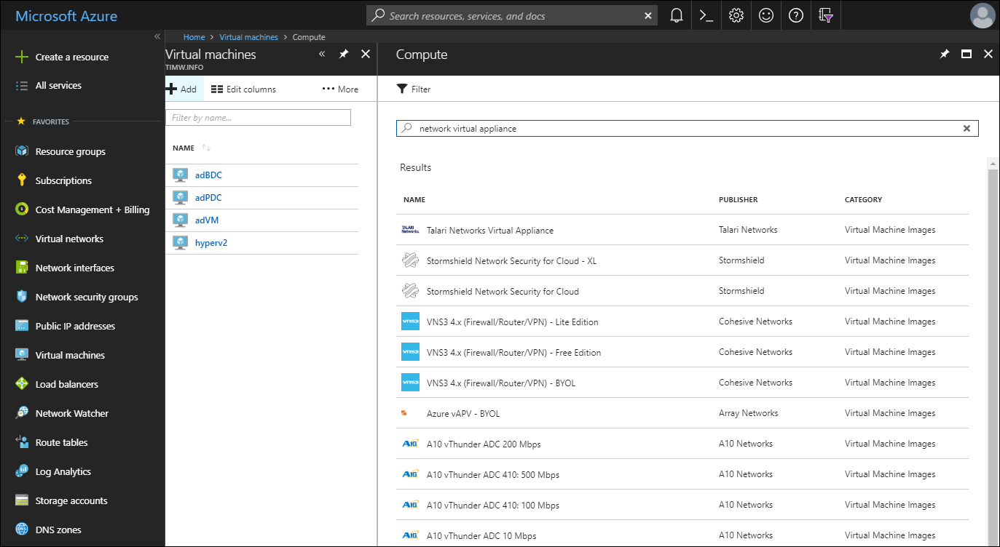 Microsoft Azure
Search resources, services, and docs
Home > Virtual machines > Compute
Create a resource
All services
FAVORITES
Resource groups
Subscriptions
Cost Management + Billing
Virtual networks
Network interfaces
Network security groups
Public IP addresses
Virtual machines
Load balancers
Network Watcher
Route tables
Log Analytics
Storage accounts
DNS zones
Virtual machines
TIMW.INFO
Add Edit columns More
Filter by name...
NAME
adBDC
adPDC
adVM
hyperv2
Compute
Filter
network virtual appliance
Results
NAME PUBLISHER CATEGORY
TALARI Networks. Talari Networks Virtual Appliance Talari Networks Virtual Machine Images
Stormshield Network Security for Cloud - XL Stormshield Virtual Machine Images
Stormshield Network Security for Cloud Stormshield Virtual Machine Images
VNS3 VNS3 4.x (Firewall/Router/VPN) - Lite Edition Cohesive Networks Virtual Machine Images
VNS3 VNS3 4.x (Firewall/Router/VPN) - Free Edition Cohesive Networks Virtual Machine Images
VNS3 VNS3 4.x (Firewall/Router/VPN) - BYOL Cohesive Networks Virtual Machine Images
Azure vAPV - BYOL Array Networks Virtual Machine Images
A10 A10 vThunder ADC 200 Mbps A10 Networks Virtual Machine Images
A10 A10 vThunder ADC 410: 500 Mbps A10 Networks Virtual Machine Images
A10 A10 vThunder ADC 410: 100 Mbps A10 Networks Virtual Machine Images
A10 A10 vThunder ADC 10 Mbps A10 Networks Virtual Machine Images